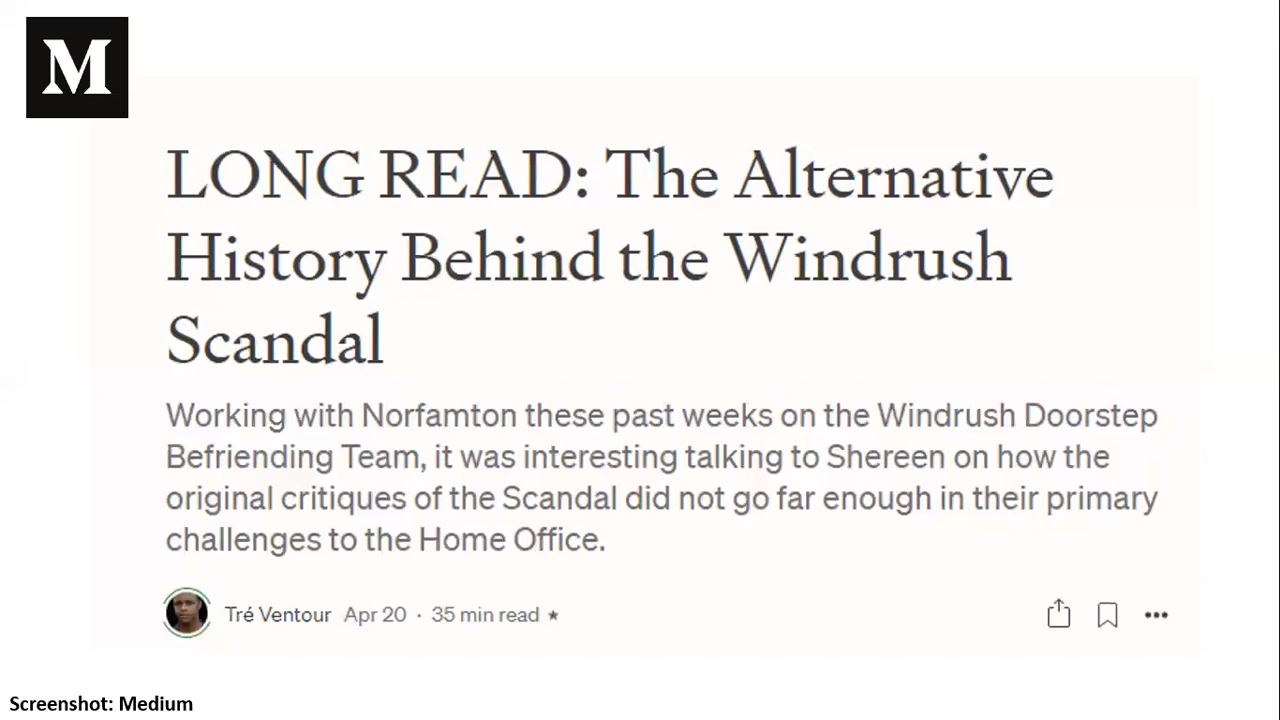 M
LONG READ: The Alternative
History Behind the Windrush
Scandal
Working with Norfamton these past weeks on the Windrush Doorstep
Befriending Team, it was interesting talking to Shereen on how the
original critiques of the Scandal did not go far enough in their primary
challenges to the Home Office.
Tré Ventour Apr 20 · 35 min read ★
Screenshot: Medium